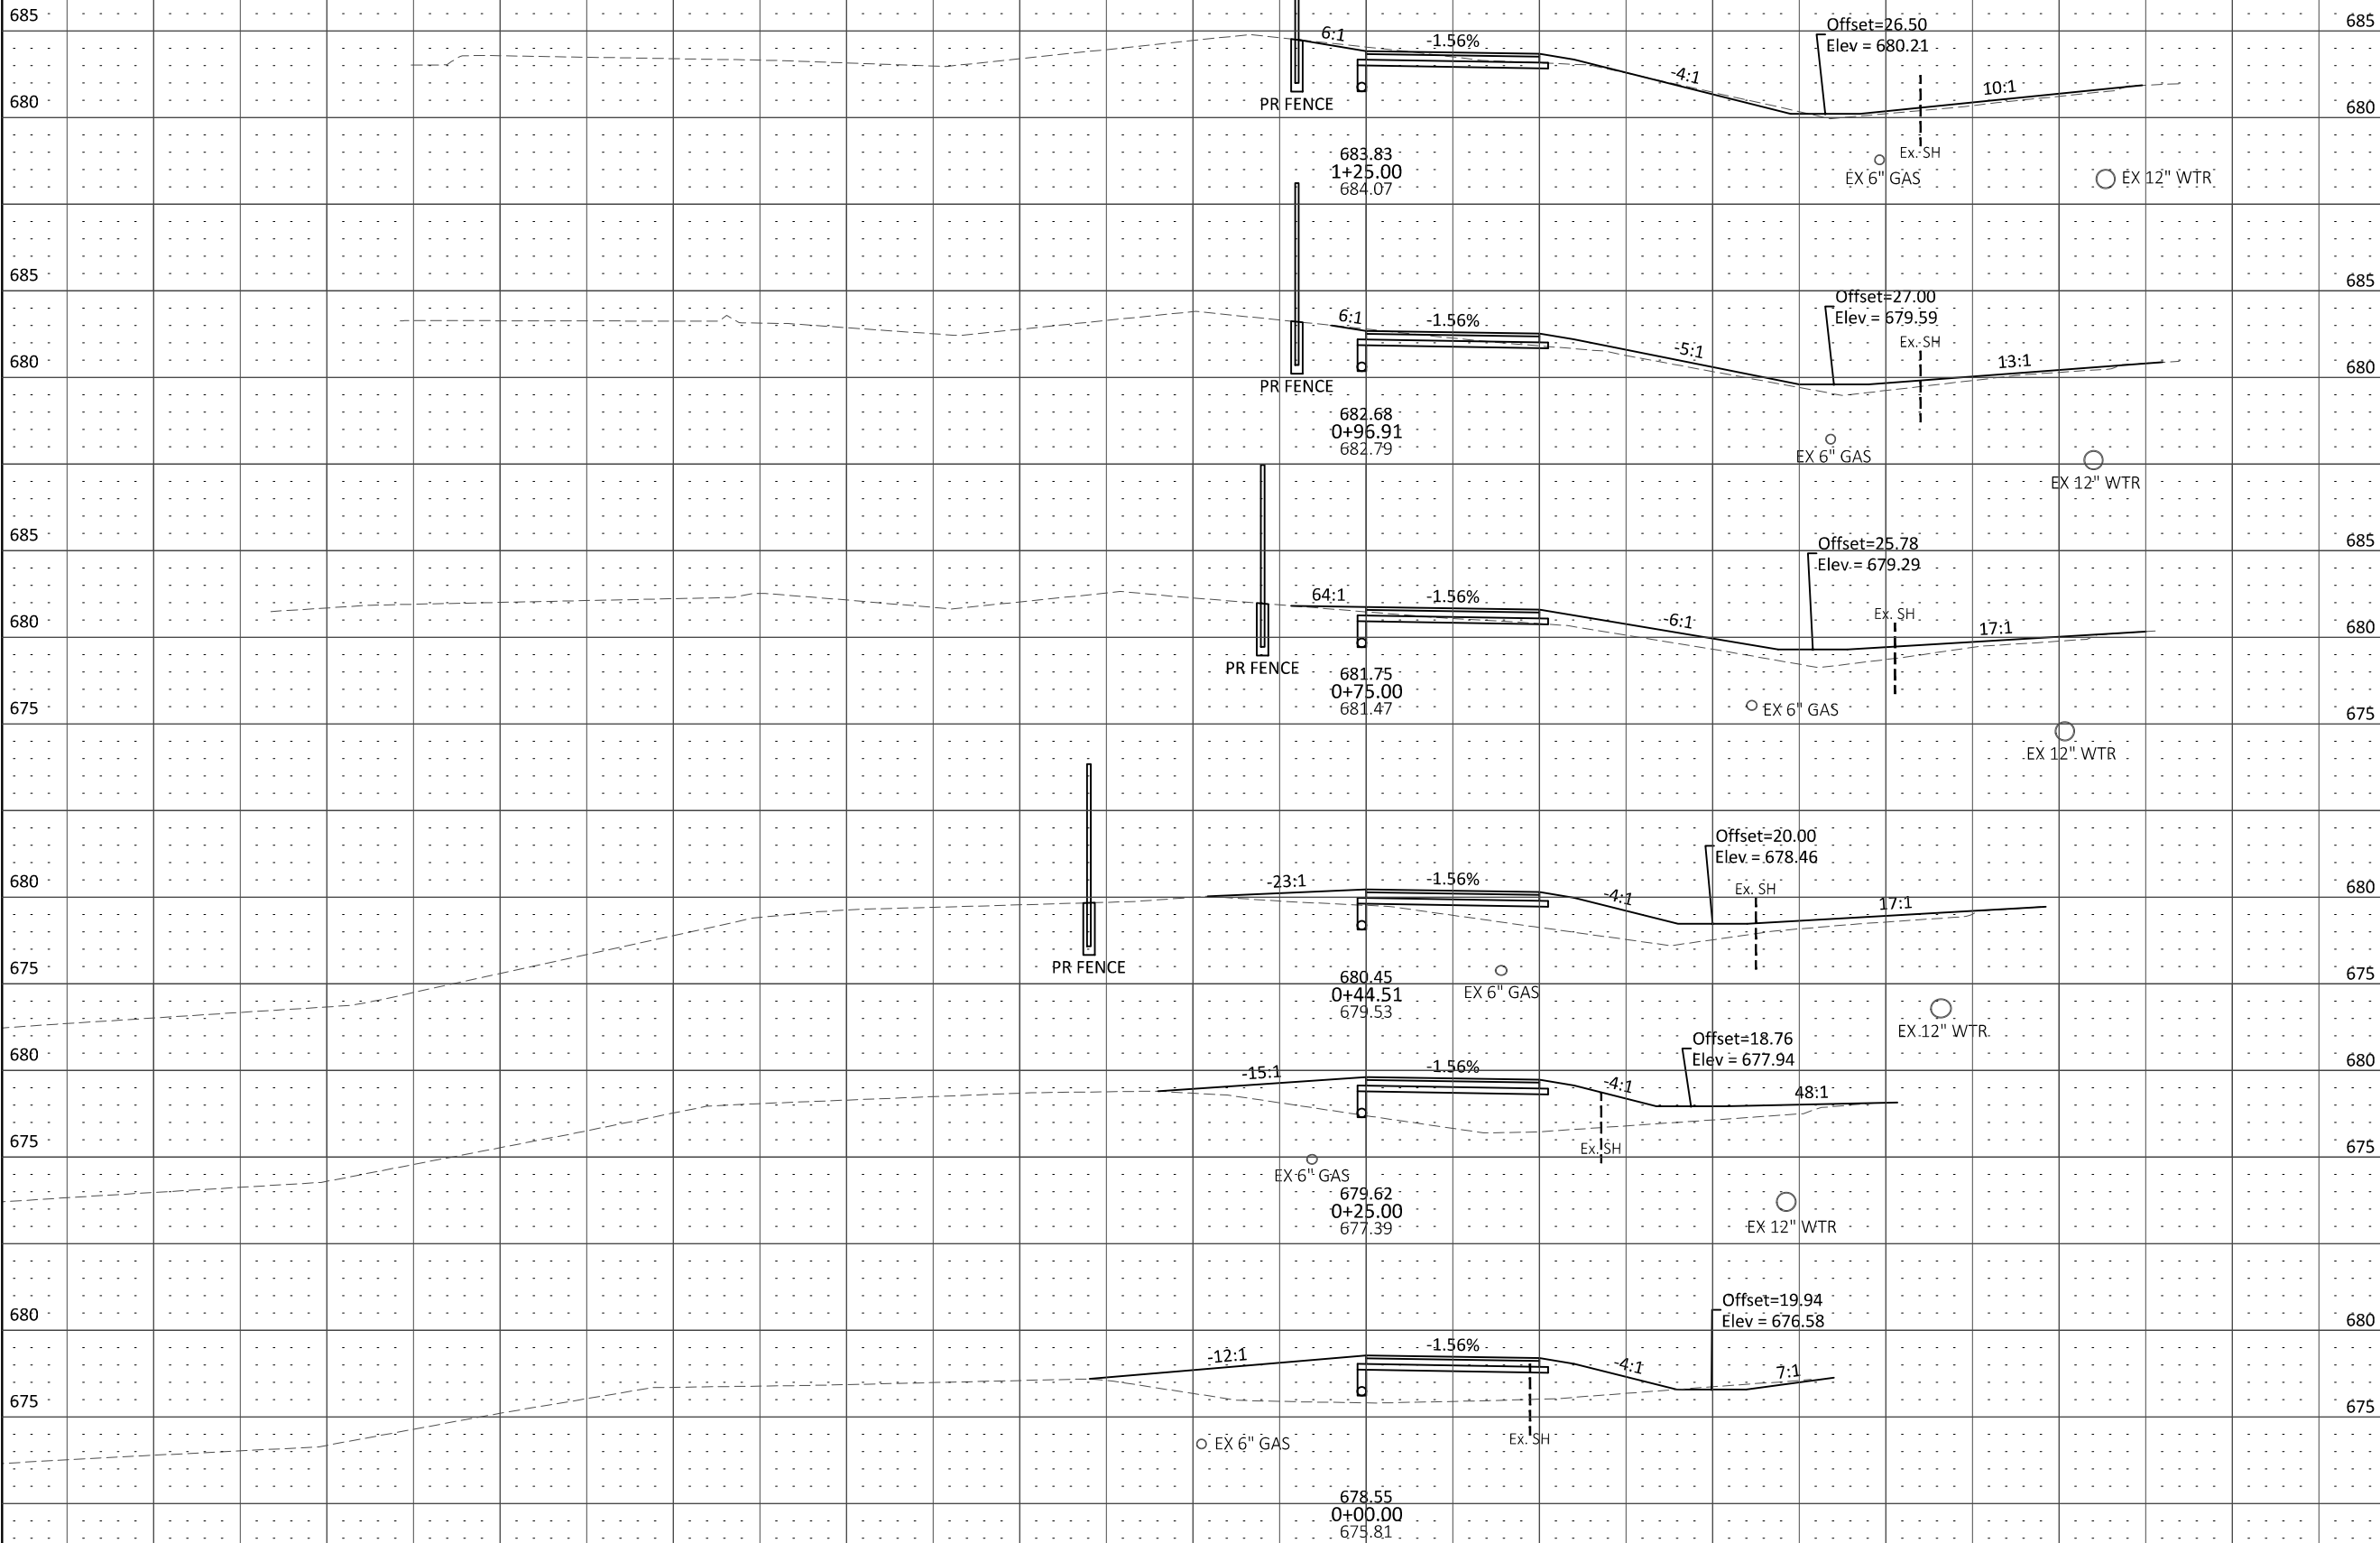 685
685
6:1
-1.56%
Offset=26.50
Elev = 680.21
-4:1
10:1
680
680
PR FENCE
683.83
1+25.00
684.07
Ex. SH
EX 6" GAS
EX 12" WTR
685
685
6:1
-1.56%
Offset=27.00
Elev = 679.59
Ex. SH
-5:1
13:1
680
680
PR FENCE
682.68
0+96.91
682.79
EX 6" GAS
EX 12" WTR
685
685
Offset=25.78
Elev = 679.29
64:1
-1.56%
Ex. SH
-6:1
17:1
680
680
PR FENCE
681.75
0+75.00
681.47
EX 6" GAS
675
675
EX 12" WTR
Offset=20.00
Elev = 678.46
680
680
-23:1
-1.56%
Ex. SH
-4:1
17:1
675
675
PR FENCE
680.45
0+44.51
679.53
EX 6" GAS
EX 12" WTR
Offset=18.76
Elev = 677.94
680
680
-15:1
-1.56%
-4:1
48:1
675
675
Ex. SH
EX 6" GAS
679.62
0+25.00
677.39
EX 12" WTR
Offset=19.94
Elev = 676.58
680
680
-12:1
-1.56%
-4:1
7:1
675
675
EX 6" GAS
Ex. SH
678.55
0+00.00
675.81